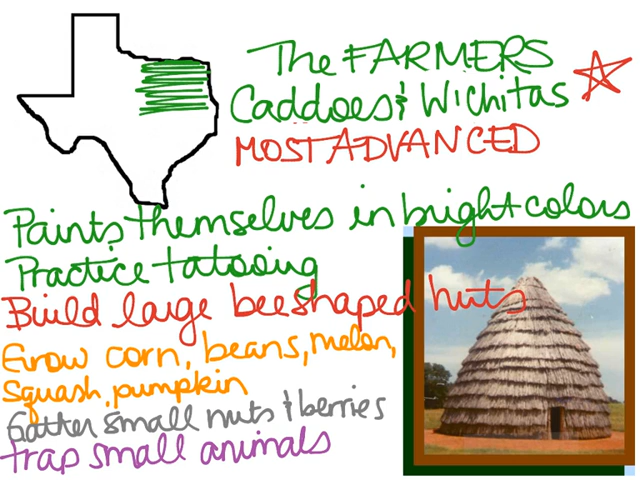 The FARMERS
Caddoes & Wichitas
MOST ADVANCED
Paints themselves in bright colors
Practice tatooing
Build large beeshaped huts
Grow corn, beans, melon,
squash, pumpkin
Gather small nuts & berries
trap small animals